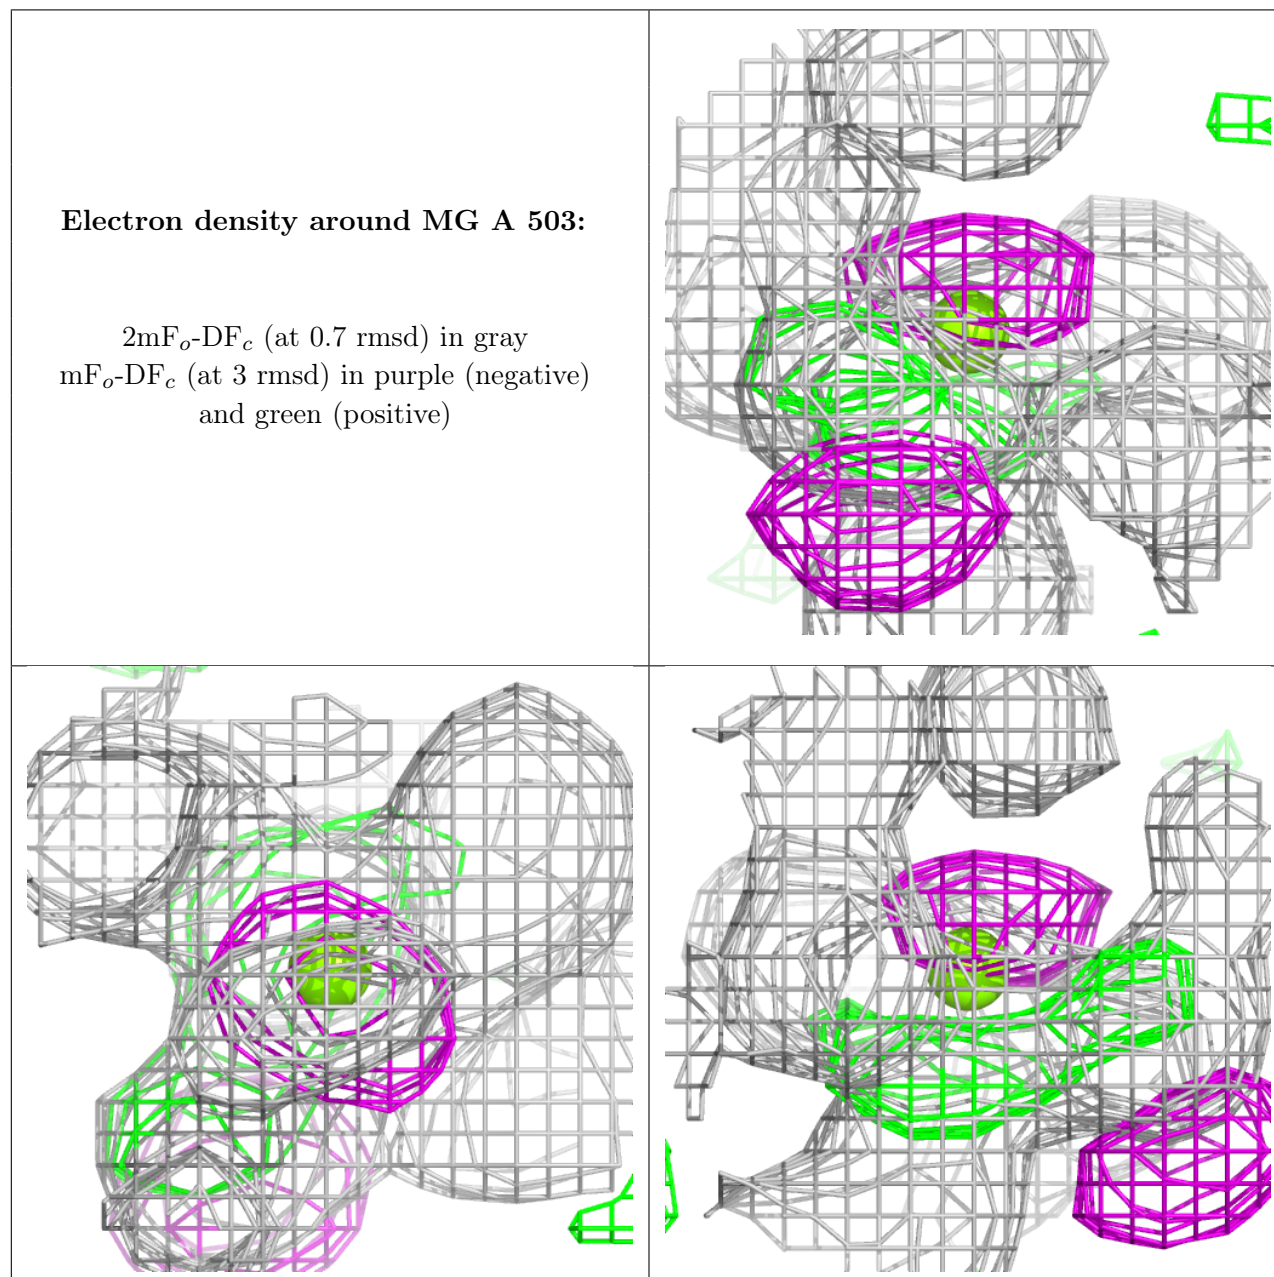 Electron density around MG A 503:
2mFo-DFc (at 0.7 rmsd) in gray
mFo-DFc (at 3 rmsd) in purple (negative)
and green (positive)